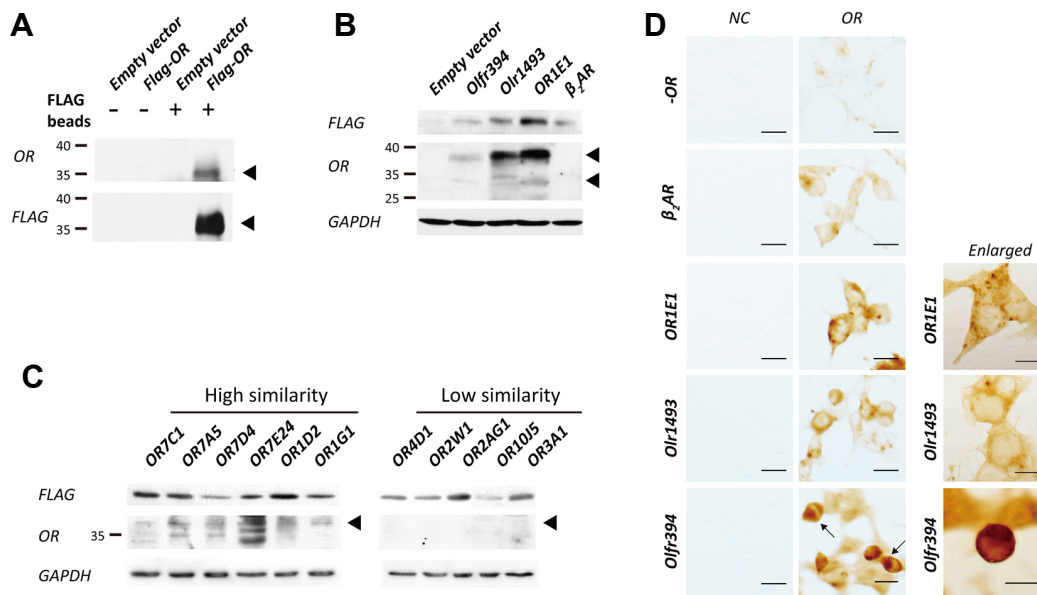 A
Empty vector
Flag-OR
Empty vector
Flag-OR
FLAG beads
– – + +
OR
40
35
FLAG
40
35
B
Empty vector
Olfr394
Olr1493
OR1E1
β2AR
FLAG
OR
40
35
25
GAPDH
C
High similarity
OR7C1
OR7A5
OR7D4
OR7E24
OR1D2
OR1G1
Low similarity
OR4D1
OR2W1
OR2AG1
OR10J5
OR3A1
FLAG
OR
35
GAPDH
D
NC
OR
-OR
β2AR
Enlarged
OR1E1
OR1E1
Olr1493
Olr1493
Olfr394
Olfr394